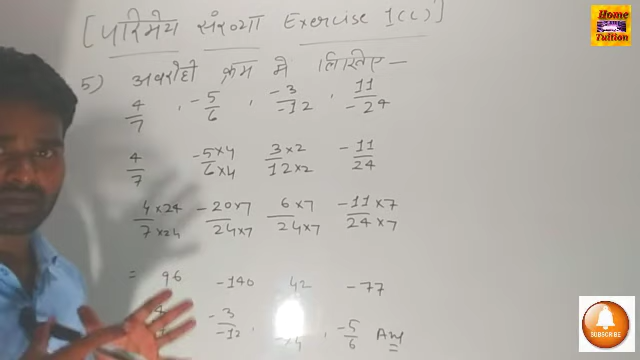 [ परिमेय संख्या Exercise 1(C) ]
Home Tuition
5) अवरोही क्रम में लिखिए —
4/7 , -5/6 , -3/-12 , 11/-24
4/7 -5×4/6×4 3×2/12×2 -11/24
4×24/7×24 -20×7/24×7 6×7/24×7 -11×7/24×7
= 96 -140 42 -77
-3/-12 , , -5/6 Ans
SUBSCRIBE